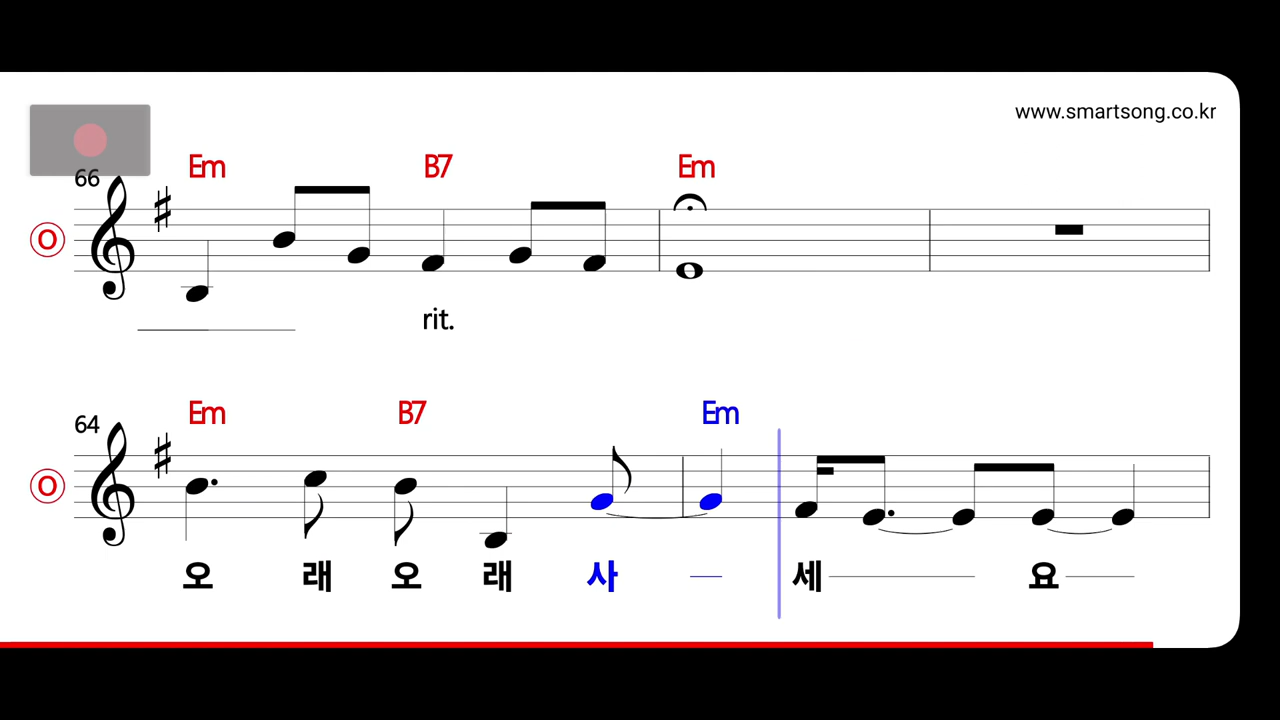 www.smartsong.co.kr
66 Em B7 Em
O
rit.
64 Em B7 Em
O
오 래 오 래 사 세 요